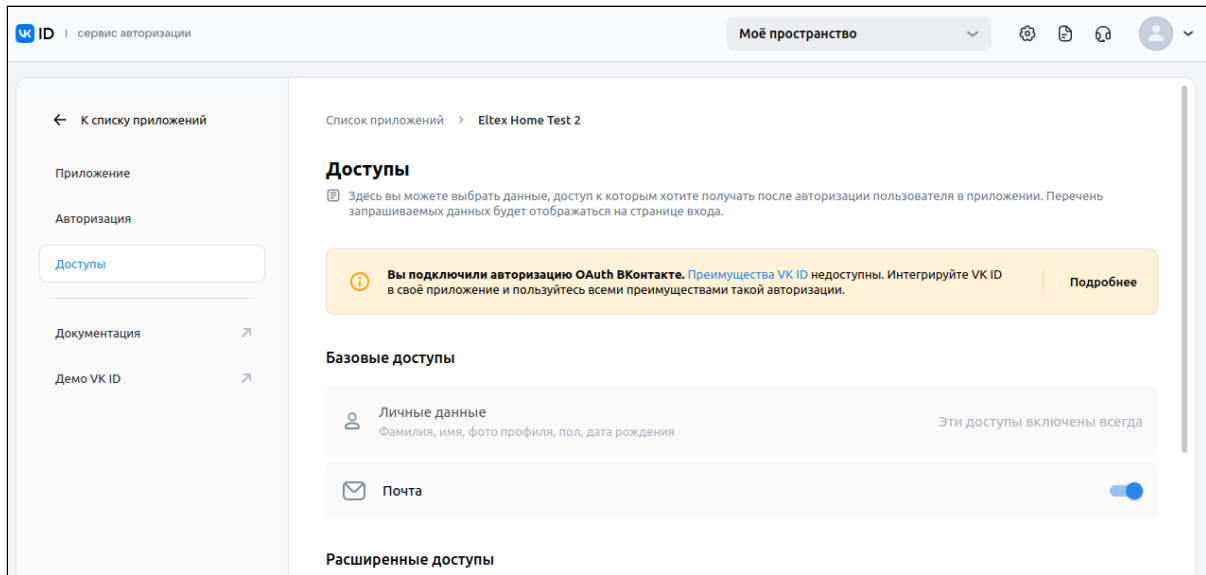 VK ID | сервис авторизации
Моё пространство
К списку приложений
Приложение
Авторизация
Доступы
Документация
Демо VK ID
Список приложений > Eltex Home Test 2
Доступы
Здесь вы можете выбрать данные, доступ к которым хотите получать после авторизации пользователя в приложении. Перечень
запрашиваемых данных будет отображаться на странице входа.
Вы подключили авторизацию OAuth ВКонтакте. Преимущества VK ID недоступны. Интегрируйте VK ID
в своё приложение и пользуйтесь всеми преимуществами такой авторизации.
Подробнее
Базовые доступы
Личные данные
Фамилия, имя, фото профиля, пол, дата рождения
Эти доступы включены всегда
Почта
Расширенные доступы